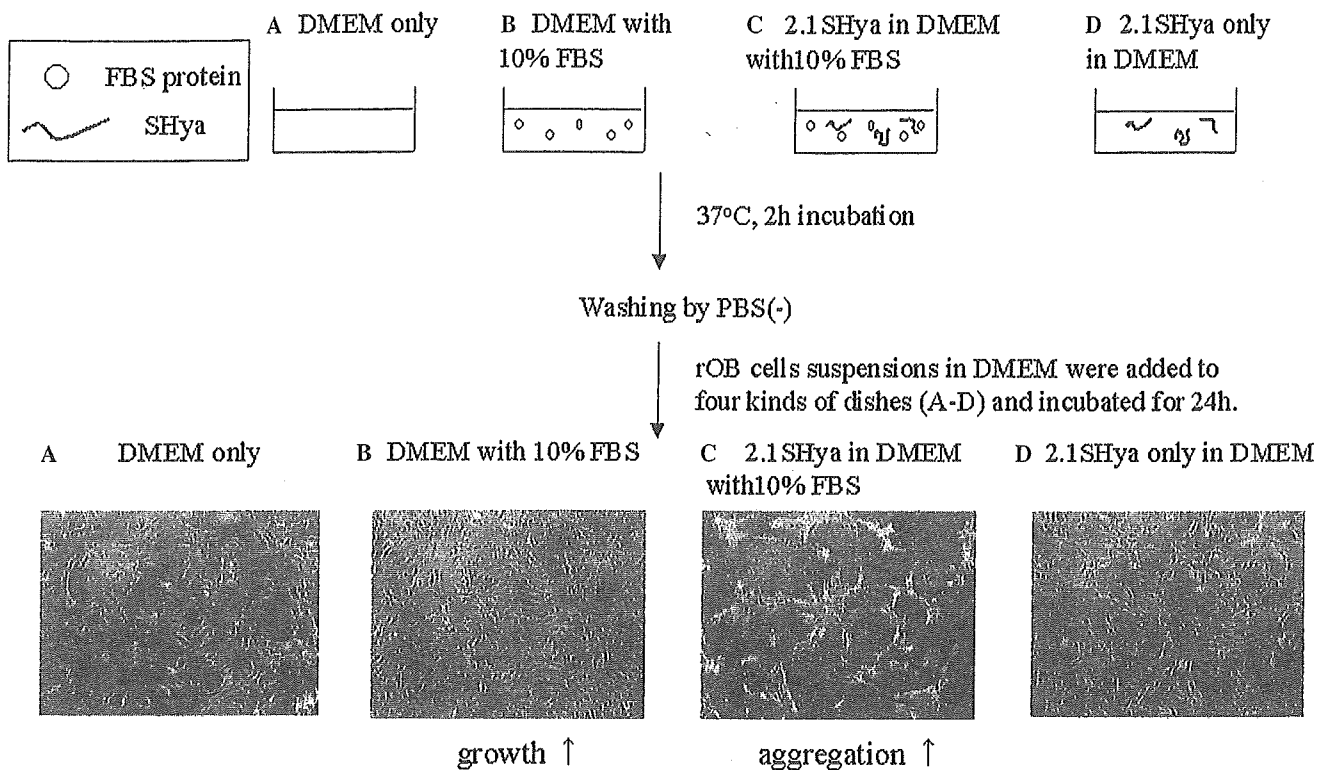 FBS protein
SHya
A DMEM only
B DMEM with
10% FBS
C 2.1SHya in DMEM
with10% FBS
D 2.1SHya only
in DMEM
37°C, 2h incubation
Washing by PBS(-)
rOB cells suspensions in DMEM were added to
four kinds of dishes (A-D) and incubated for 24h.
A DMEM only
B DMEM with 10% FBS
C 2.1SHya in DMEM
with10% FBS
D 2.1SHya only in DMEM
growth ↑
aggregation ↑